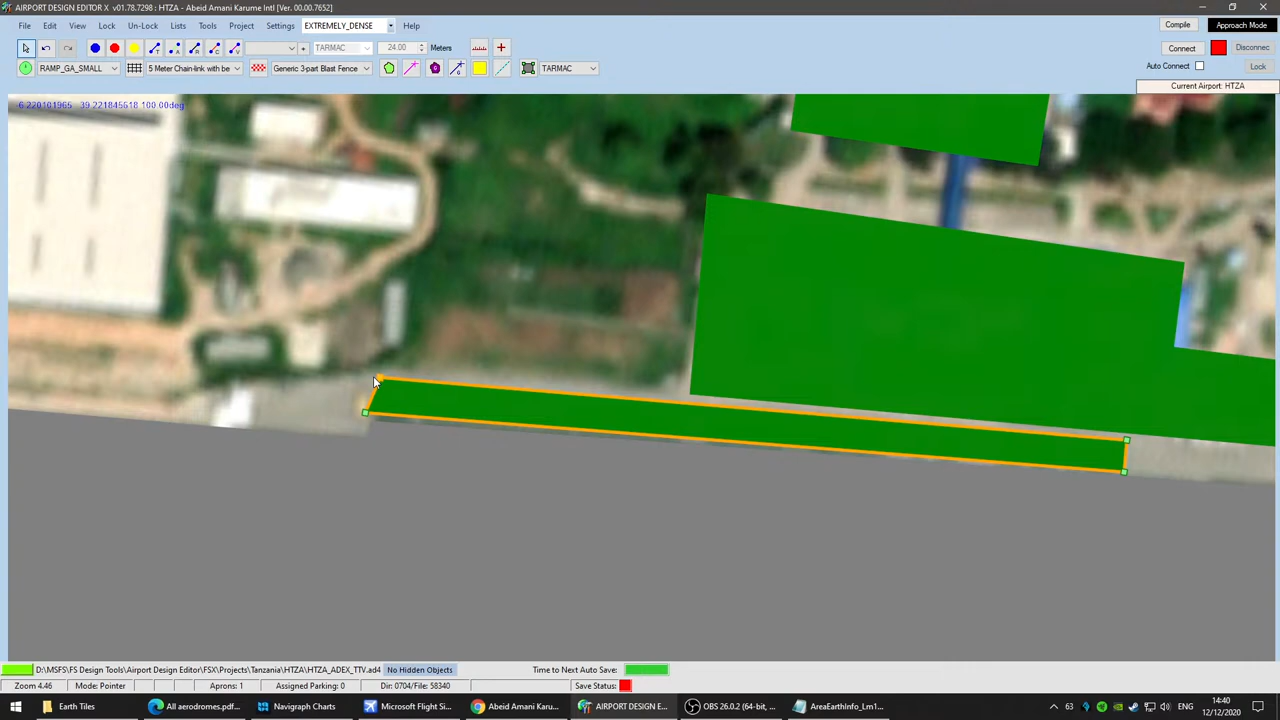 AIRPORT DESIGN EDITOR X v01.78.7298 : HTZA - Abeid Amani Karume Intl [Ver. 00.00.7652]
File Edit View Lock Un-Lock Lists Tools Project Settings EXTREMELY_DENSE Help Compile Approach Mode
TARMAC 24.00 Meters Connect Disconnec
Auto Connect Lock
RAMP_GA_SMALL 5 Meter Chain-link with be Generic 3-part Blast Fence TARMAC
Current Airport: HTZA
-6.220101965 39.221845618 100.00deg
D:\MSFS\FS Design Tools\Airport Design Editor\FSX\Projects\Tanzania\HTZA\HTZA_ADEX_TTV.ad4 No Hidden Objects Time to Next Auto Save:
Zoom 4.46 Mode: Pointer Aprons: 1 Assigned Parking: 0 Dir: 0704/File: 58340 Save Status:
Earth Tiles All aerodromes.pdf... Navigraph Charts Microsoft Flight Si... Abeid Amani Karu... AIRPORT DESIGN E... OBS 26.0.2 (64-bit, ... AreaEarthInfo_Lm1... 63 ENG 14:40
12/12/2020